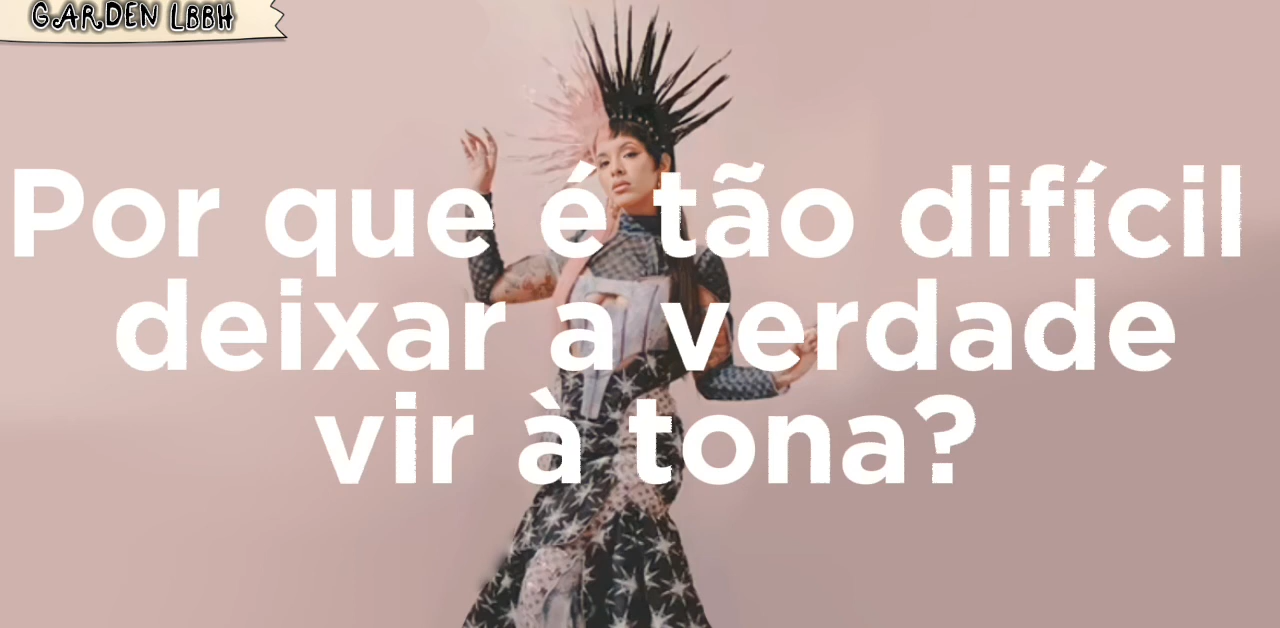 GARDEN LBBH
Por que é tão difícil
deixar a verdade
vir à tona?